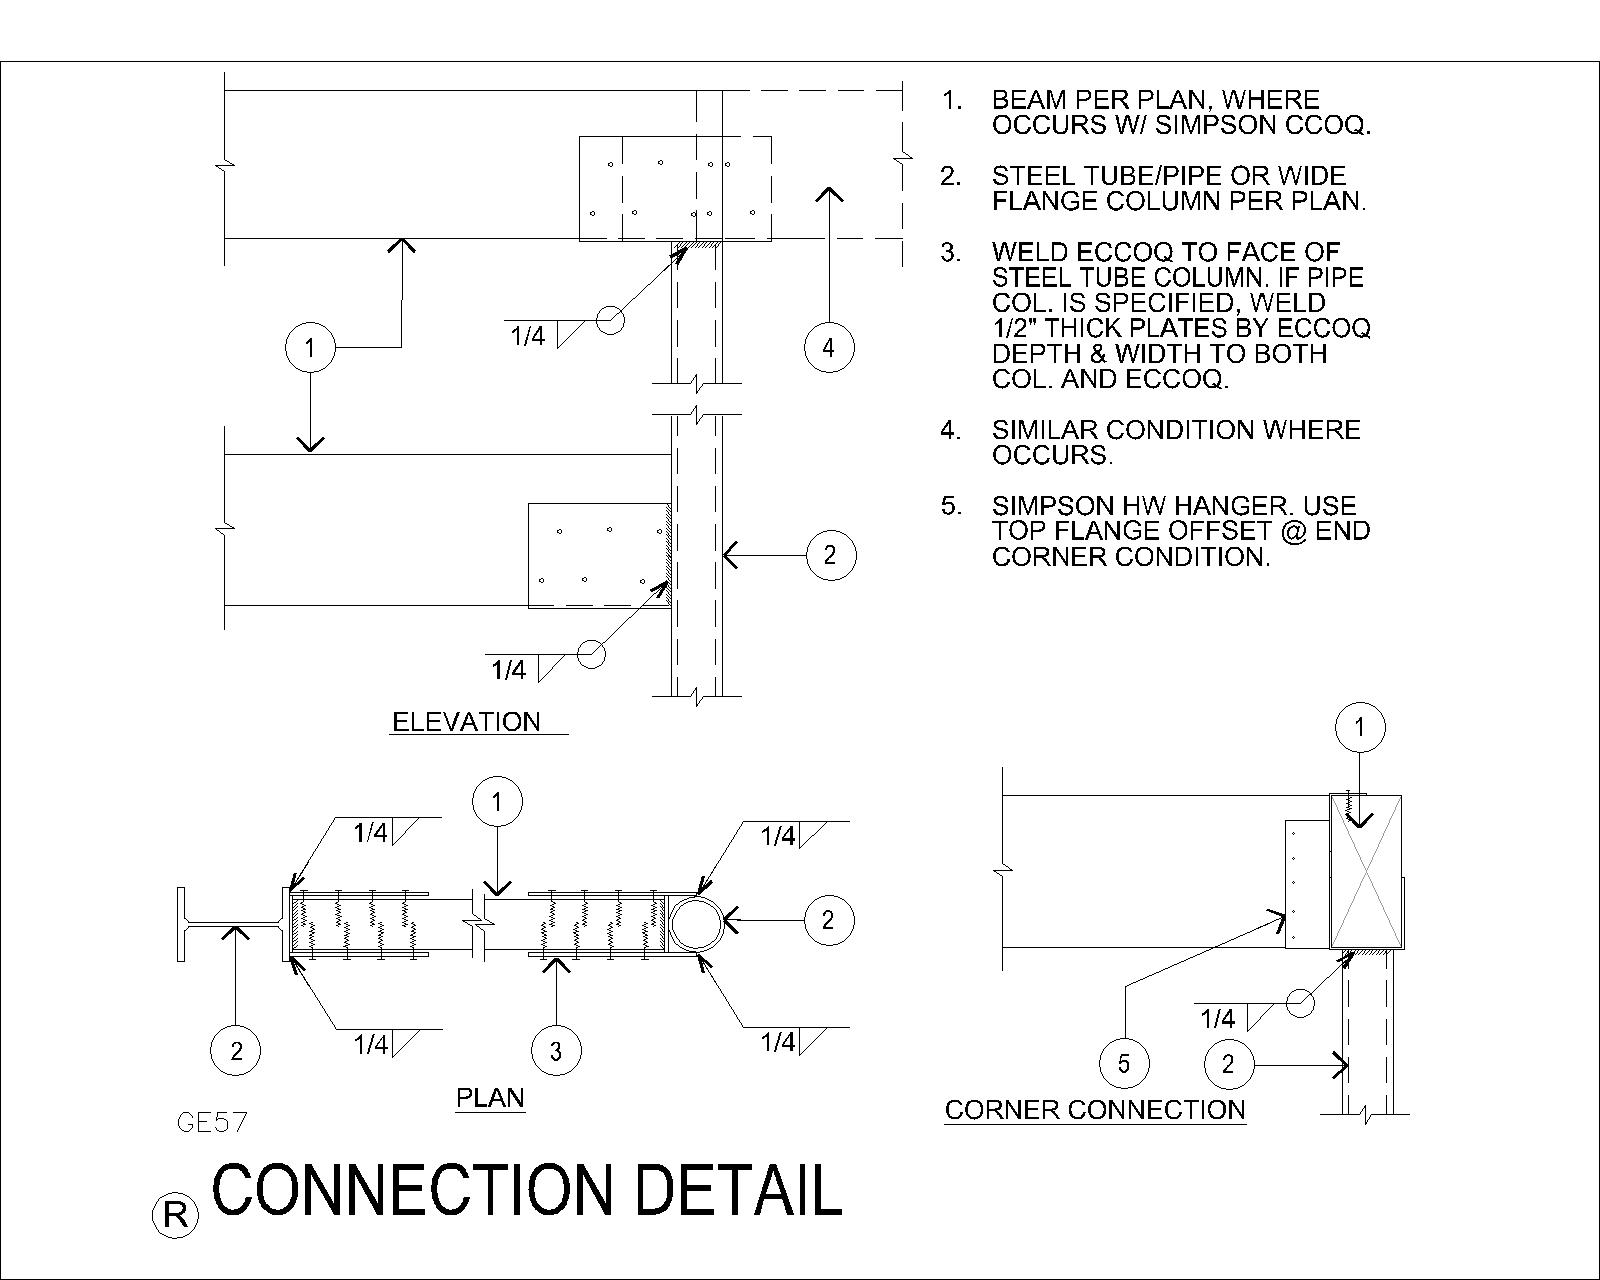 1. BEAM PER PLAN, WHERE
OCCURS W/ SIMPSON CCOQ.
2. STEEL TUBE/PIPE OR WIDE
FLANGE COLUMN PER PLAN.
3. WELD ECCOQ TO FACE OF
STEEL TUBE COLUMN. IF PIPE
COL. IS SPECIFIED, WELD
1/2" THICK PLATES BY ECCOQ
DEPTH & WIDTH TO BOTH
COL. AND ECCOQ.
4. SIMILAR CONDITION WHERE
OCCURS.
5. SIMPSON HW HANGER. USE
TOP FLANGE OFFSET @ END
CORNER CONDITION.
1/4
1
4
2
1/4
ELEVATION
1
1/4
1/4
2
2
3
1/4
1/4
PLAN
1
1/4
5
2
CORNER CONNECTION
GE57
R CONNECTION DETAIL